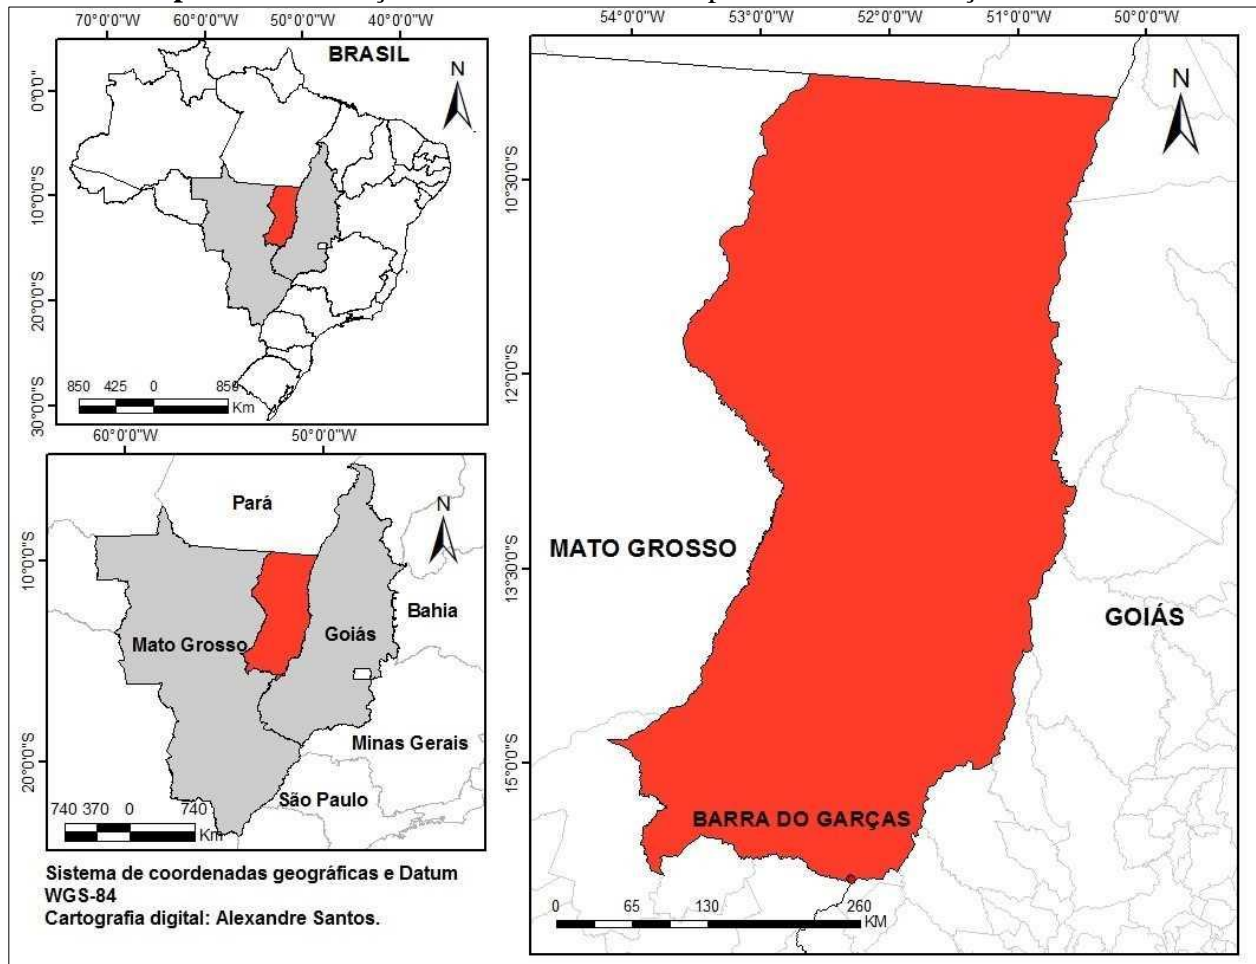 70°0'0"W 60°0'0"W 50°0'0"W 40°0'0"W
BRASIL
N
0°0'0"
10°0'0"S
20°0'0"S
30°0'0"S
850 425 0 850
Km
60°0'0"W 50°0'0"W
Pará
N
10°0'0"S
Bahia
Mato Grosso
Goiás
Minas Gerais
20°0'0"S
São Paulo
740 370 0 740
Km
Sistema de coordenadas geográficas e Datum
WGS-84
Cartografia digital: Alexandre Santos.
54°0'0"W 53°0'0"W 52°0'0"W 51°0'0"W 50°0'0"W
N
10°30'0"S
12°0'0"S
MATO GROSSO
13°30'0"S
GOIÁS
15°0'0"S
BARRA DO GARÇAS
0 65 130 260
KM